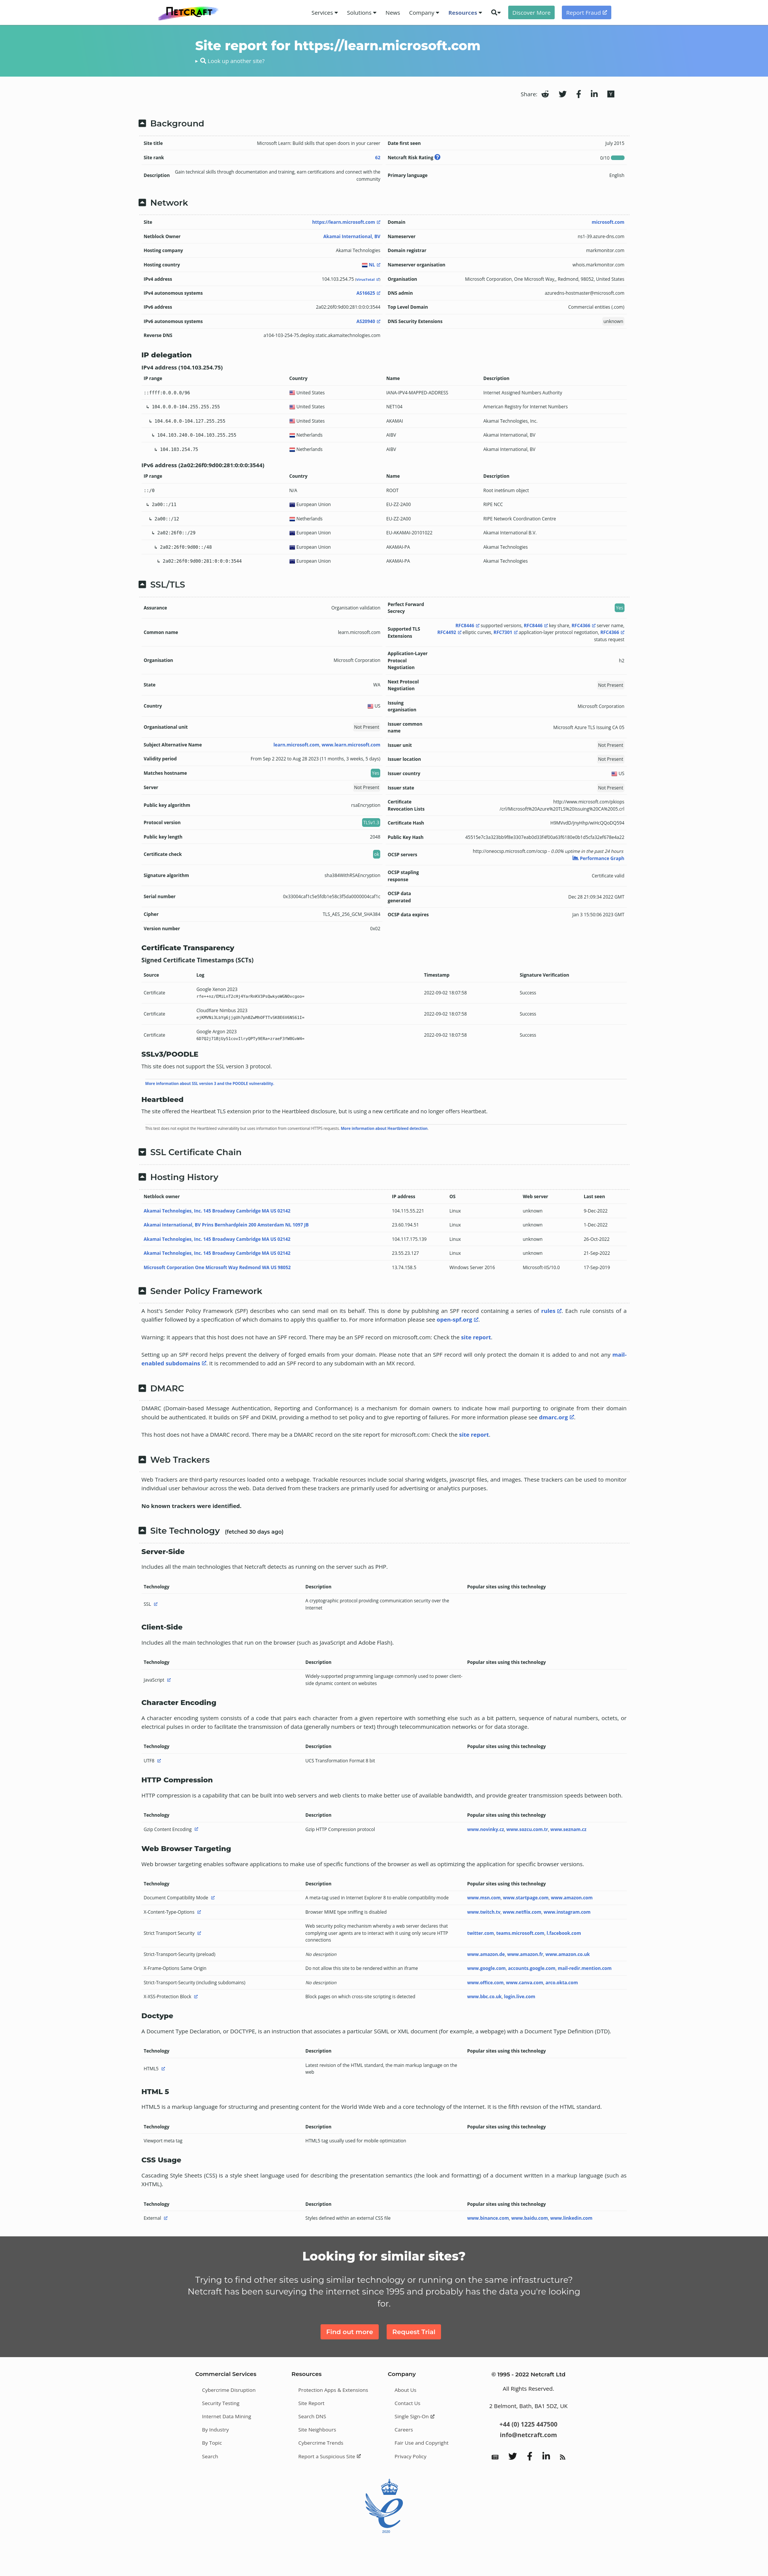 NETCRAFT
Services Solutions News Company Resources Discover More Report Fraud
Site report for https://learn.microsoft.com
Look up another site?
Share:
Background
Site title Microsoft Learn: Build skills that open doors in your career Date first seen July 2015
Site rank 62 Netcraft Risk Rating 0/10
Description Gain technical skills through documentation and training, earn certifications and connect with the community Primary language English
Network
Site https://learn.microsoft.com Domain microsoft.com
Netblock Owner Akamai International, BV Nameserver ns1-39.azure-dns.com
Hosting company Akamai Technologies Domain registrar markmonitor.com
Hosting country NL Nameserver organisation whois.markmonitor.com
IPv4 address 104.103.254.75 (VirusTotal) Organisation Microsoft Corporation, One Microsoft Way,, Redmond, 98052, United States
IPv4 autonomous systems AS16625 DNS admin azuredns-hostmaster@microsoft.com
IPv6 address 2a02:26f0:9d00:281:0:0:0:3544 Top Level Domain Commercial entities (.com)
IPv6 autonomous systems AS20940 DNS Security Extensions unknown
Reverse DNS a104-103-254-75.deploy.static.akamaitechnologies.com
IP delegation
IPv4 address (104.103.254.75)
IP range Country Name Description
::ffff:0.0.0.0/96 United States IANA-IPV4-MAPPED-ADDRESS Internet Assigned Numbers Authority
↳ 104.0.0.0-104.255.255.255 United States NET104 American Registry for Internet Numbers
↳ 104.64.0.0-104.127.255.255 United States AKAMAI Akamai Technologies, Inc.
↳ 104.103.240.0-104.103.255.255 Netherlands AIBV Akamai International, BV
↳ 104.103.254.75 Netherlands AIBV Akamai International, BV
IPv6 address (2a02:26f0:9d00:281:0:0:0:3544)
IP range Country Name Description
::/0 N/A ROOT Root inet6num object
↳ 2a00::/11 European Union EU-ZZ-2A00 RIPE NCC
↳ 2a00::/12 Netherlands EU-ZZ-2A00 RIPE Network Coordination Centre
↳ 2a02:26f0::/29 European Union EU-AKAMAI-20101022 Akamai International B.V.
↳ 2a02:26f0:9d00::/48 European Union AKAMAI-PA Akamai Technologies
↳ 2a02:26f0:9d00:281:0:0:0:3544 European Union AKAMAI-PA Akamai Technologies
SSL/TLS
Assurance Organisation validation Perfect Forward Secrecy Yes
Common name learn.microsoft.com Supported TLS Extensions RFC8446 supported versions, RFC8446 key share, RFC4366 server name, RFC4492 elliptic curves, RFC7301 application-layer protocol negotiation, RFC4366 status request
Organisation Microsoft Corporation Application-Layer Protocol Negotiation h2
State WA Next Protocol Negotiation Not Present
Country US Issuing organisation Microsoft Corporation
Organisational unit Not Present Issuer common name Microsoft Azure TLS Issuing CA 05
Subject Alternative Name learn.microsoft.com, www.learn.microsoft.com Issuer unit Not Present
Validity period From Sep 2 2022 to Aug 28 2023 (11 months, 3 weeks, 5 days) Issuer location Not Present
Matches hostname Yes Issuer country US
Server Not Present Issuer state Not Present
Public key algorithm rsaEncryption Certificate Revocation Lists http://www.microsoft.com/pkiops /crl/Microsoft%20Azure%20TLS%20Issuing%20CA%2005.crl
Protocol version TLSv1.3 Certificate Hash
Public key length 2048 Public Key Hash
Certificate check ok OCSP servers http://oneocsp.microsoft.com/ocsp - 0.00% uptime in the past 24 hours Performance Graph
Signature algorithm sha384WithRSAEncryption OCSP stapling response Certificate valid
Serial number OCSP data generated Dec 28 21:09:34 2022 GMT
Cipher TLS_AES_256_GCM_SHA384 OCSP data expires Jan 3 15:50:06 2023 GMT
Version number 0x02
Certificate Transparency
Signed Certificate Timestamps (SCTs)
Source Log Timestamp Signature Verification
Certificate Google Xenon 2023 2022-09-02 18:07:58 Success
Certificate Cloudflare Nimbus 2023 2022-09-02 18:07:58 Success
Certificate Google Argon 2023 2022-09-02 18:07:58 Success
SSLv3/POODLE
This site does not support the SSL version 3 protocol.
More information about SSL version 3 and the POODLE vulnerability.
Heartbleed
The site offered the Heartbeat TLS extension prior to the Heartbleed disclosure, but is using a new certificate and no longer offers Heartbeat.
This test does not exploit the Heartbleed vulnerability but uses information from conventional HTTPS requests. More information about Heartbleed detection.
SSL Certificate Chain
Hosting History
Netblock owner IP address OS Web server Last seen
Akamai Technologies, Inc. 145 Broadway Cambridge MA US 02142 104.115.55.221 Linux unknown 9-Dec-2022
Akamai International, BV Prins Bernhardplein 200 Amsterdam NL 1097 JB 23.60.194.51 Linux unknown 1-Dec-2022
Akamai Technologies, Inc. 145 Broadway Cambridge MA US 02142 104.117.175.139 Linux unknown 26-Oct-2022
Akamai Technologies, Inc. 145 Broadway Cambridge MA US 02142 23.55.23.127 Linux unknown 21-Sep-2022
Microsoft Corporation One Microsoft Way Redmond WA US 98052 13.74.158.5 Windows Server 2016 Microsoft-IIS/10.0 17-Sep-2019
Sender Policy Framework
A host's Sender Policy Framework (SPF) describes who can send mail on its behalf. This is done by publishing an SPF record containing a series of rules. Each rule consists of a
qualifier followed by a specification of which domains to apply this qualifier to. For more information please see open-spf.org.
Warning: It appears that this host does not have an SPF record. There may be an SPF record on microsoft.com: Check the site report.
Setting up an SPF record helps prevent the delivery of forged emails from your domain. Please note that an SPF record will only protect the domain it is added to and not any mail-
enabled subdomains. It is recommended to add an SPF record to any subdomain with an MX record.
DMARC
DMARC (Domain-based Message Authentication, Reporting and Conformance) is a mechanism for domain owners to indicate how mail purporting to originate from their domain
should be authenticated. It builds on SPF and DKIM, providing a method to set policy and to give reporting of failures. For more information please see dmarc.org.
This host does not have a DMARC record. There may be a DMARC record on the site report for microsoft.com: Check the site report.
Web Trackers
Web Trackers are third-party resources loaded onto a webpage. Trackable resources include social sharing widgets, javascript files, and images. These trackers can be used to monitor
individual user behaviour across the web. Data derived from these trackers are primarily used for advertising or analytics purposes.
No known trackers were identified.
Site Technology (fetched 30 days ago)
Server-Side
Includes all the main technologies that Netcraft detects as running on the server such as PHP.
Technology Description Popular sites using this technology
SSL A cryptographic protocol providing communication security over the Internet
Client-Side
Includes all the main technologies that run on the browser (such as JavaScript and Adobe Flash).
Technology Description Popular sites using this technology
JavaScript Widely-supported programming language commonly used to power client-side dynamic content on websites
Character Encoding
A character encoding system consists of a code that pairs each character from a given repertoire with something else such as a bit pattern, sequence of natural numbers, octets, or
electrical pulses in order to facilitate the transmission of data (generally numbers or text) through telecommunication networks or for data storage.
Technology Description Popular sites using this technology
UTF8 UCS Transformation Format 8 bit
HTTP Compression
HTTP compression is a capability that can be built into web servers and web clients to make better use of available bandwidth, and provide greater transmission speeds between both.
Technology Description Popular sites using this technology
Gzip Content Encoding Gzip HTTP Compression protocol www.novinky.cz, www.sozcu.com.tr, www.seznam.cz
Web Browser Targeting
Web browser targeting enables software applications to make use of specific functions of the browser as well as optimizing the application for specific browser versions.
Technology Description Popular sites using this technology
Document Compatibility Mode A meta-tag used in Internet Explorer 8 to enable compatibility mode www.msn.com, www.startpage.com, www.amazon.com
X-Content-Type-Options Browser MIME type sniffing is disabled www.twitch.tv, www.netflix.com, www.instagram.com
Strict Transport Security Web security policy mechanism whereby a web server declares that complying user agents are to interact with it using only secure HTTP connections twitter.com, teams.microsoft.com, l.facebook.com
Strict-Transport-Security (preload) No description www.amazon.de, www.amazon.fr, www.amazon.co.uk
X-Frame-Options Same Origin Do not allow this site to be rendered within an iframe www.google.com, accounts.google.com, mail-redir.mention.com
Strict-Transport-Security (including subdomains) No description www.office.com, www.canva.com, arco.okta.com
X-XSS-Protection Block Block pages on which cross-site scripting is detected www.bbc.co.uk, login.live.com
Doctype
A Document Type Declaration, or DOCTYPE, is an instruction that associates a particular SGML or XML document (for example, a webpage) with a Document Type Definition (DTD).
Technology Description Popular sites using this technology
HTML5 Latest revision of the HTML standard, the main markup language on the web
HTML 5
HTML5 is a markup language for structuring and presenting content for the World Wide Web and a core technology of the Internet. It is the fifth revision of the HTML standard.
Technology Description Popular sites using this technology
Viewport meta tag HTML5 tag usually used for mobile optimization
CSS Usage
Cascading Style Sheets (CSS) is a style sheet language used for describing the presentation semantics (the look and formatting) of a document written in a markup language (such as
XHTML).
Technology Description Popular sites using this technology
External Styles defined within an external CSS file www.binance.com, www.baidu.com, www.linkedin.com
Looking for similar sites?
Trying to find other sites using similar technology or running on the same infrastructure?
Netcraft has been surveying the internet since 1995 and probably has the data you're looking
for.
Find out more Request Trial
Commercial Services Resources Company © 1995 - 2022 Netcraft Ltd
All Rights Reserved.
Cybercrime Disruption Protection Apps & Extensions About Us
Security Testing Site Report Contact Us 2 Belmont, Bath, BA1 5DZ, UK
Internet Data Mining Search DNS Single Sign-On
By Industry Site Neighbours Careers +44 (0) 1225 447500
By Topic Cybercrime Trends Fair Use and Copyright info@netcraft.com
Search Report a Suspicious Site Privacy Policy